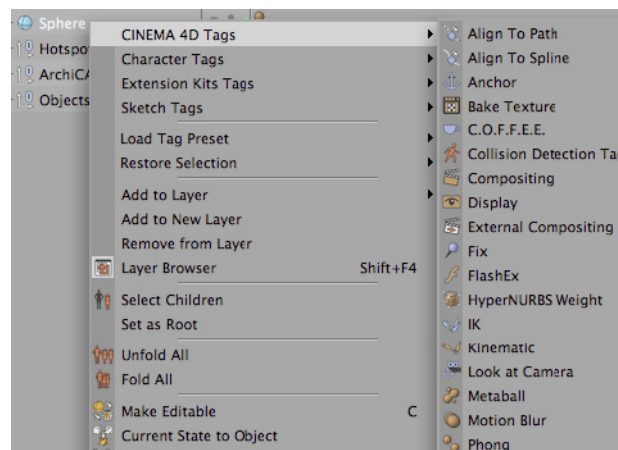 Sphere
Hotspo
ArchiCA
Objects
CINEMA 4D Tags
Character Tags
Extension Kits Tags
Sketch Tags
Load Tag Preset
Restore Selection
Add to Layer
Add to New Layer
Remove from Layer
Layer Browser Shift+F4
Select Children
Set as Root
Unfold All
Fold All
Make Editable C
Current State to Object
Align To Path
Align To Spline
Anchor
Bake Texture
C.O.F.F.E.E.
Collision Detection Ta
Compositing
Display
External Compositing
Fix
FlashEx
HyperNURBS Weight
IK
Kinematic
Look at Camera
Metaball
Motion Blur
Phong